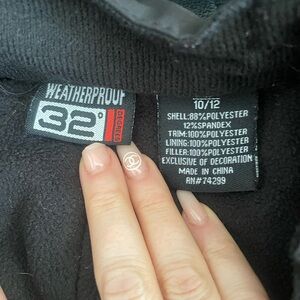 WEATHERPROOF
32°
DEGREES
10/12
SHELL:88%POLYESTER
12%SPANDEX
TRIM:100%POLYESTER
LINING:100%POLYESTER
FILLER:100%POLYESTER
EXCLUSIVE OF DECORATION
MADE IN CHINA
RN#74299